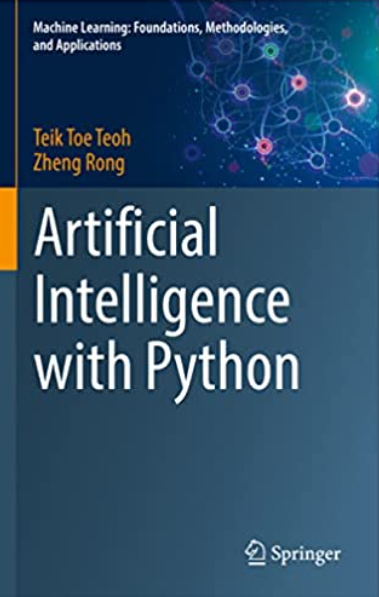 Machine Learning: Foundations, Methodologies,
and Applications
Teik Toe Teoh
Zheng Rong
Artificial
Intelligence
with Python
Springer